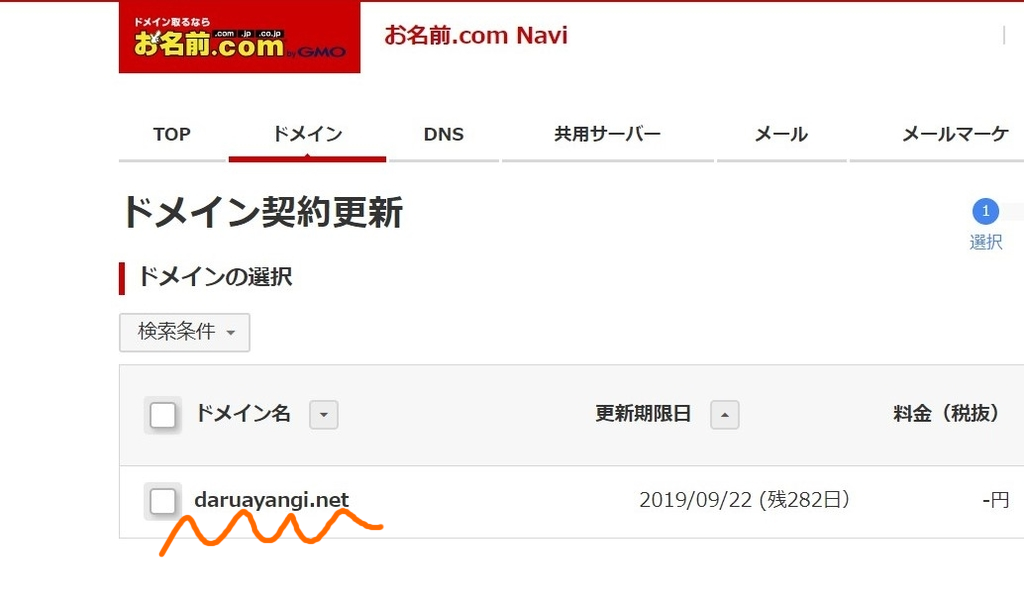 ドメイン取るなら
お名前.com .com .jp .co.jp by GMO
お名前.com Navi
TOP ドメイン DNS 共用サーバー メール メールマーケ
ドメイン契約更新
1
選択
ドメインの選択
検索条件
ドメイン名 更新期限日 料金（税抜）
daruayangi.net 2019/09/22 (残282日) -円